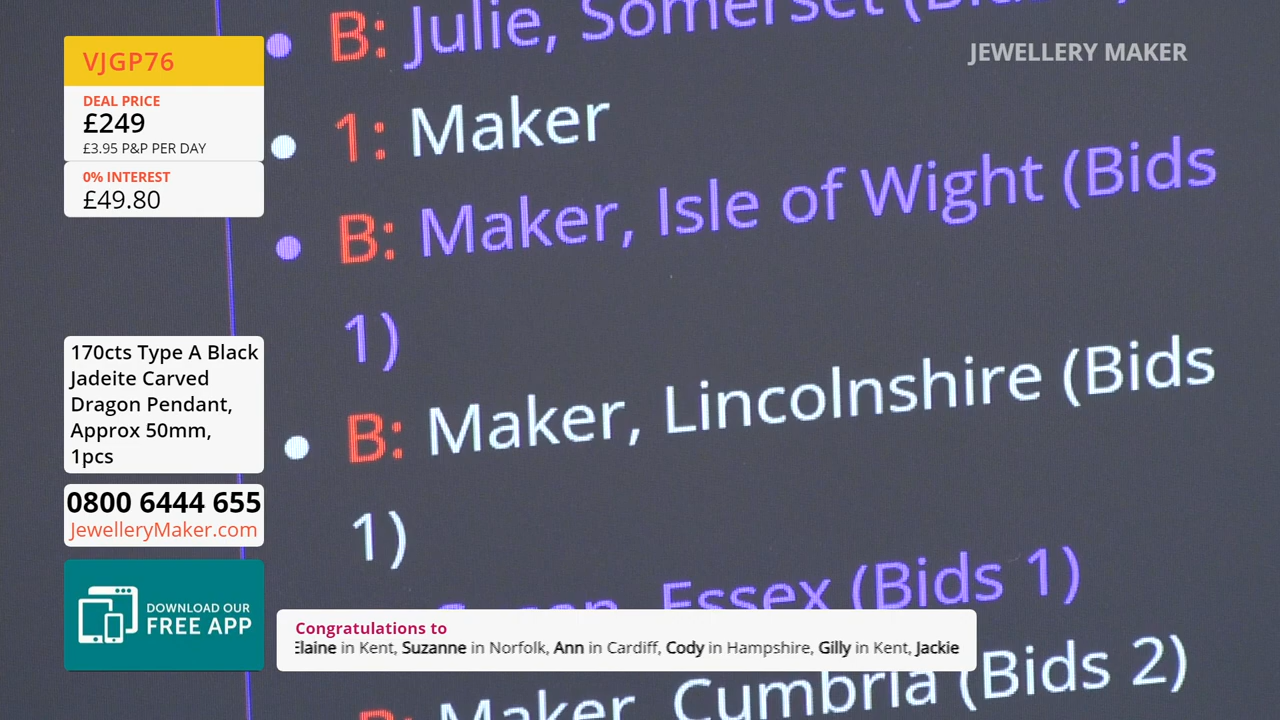 VJGP76
DEAL PRICE
£249
£3.95 P&P PER DAY
0% INTEREST
£49.80
170cts Type A Black
Jadeite Carved
Dragon Pendant,
Approx 50mm,
1pcs
0800 6444 655
JewelleryMaker.com
DOWNLOAD OUR
FREE APP
JEWELLERY MAKER
B: Julie, Somerset
1: Maker
B: Maker, Isle of Wight (Bids
1)
B: Maker, Lincolnshire (Bids
1)
Essex (Bids 1)
B: Maker, Cumbria (Bids 2)
Congratulations to
Elaine in Kent, Suzanne in Norfolk, Ann in Cardiff, Cody in Hampshire, Gilly in Kent, Jackie